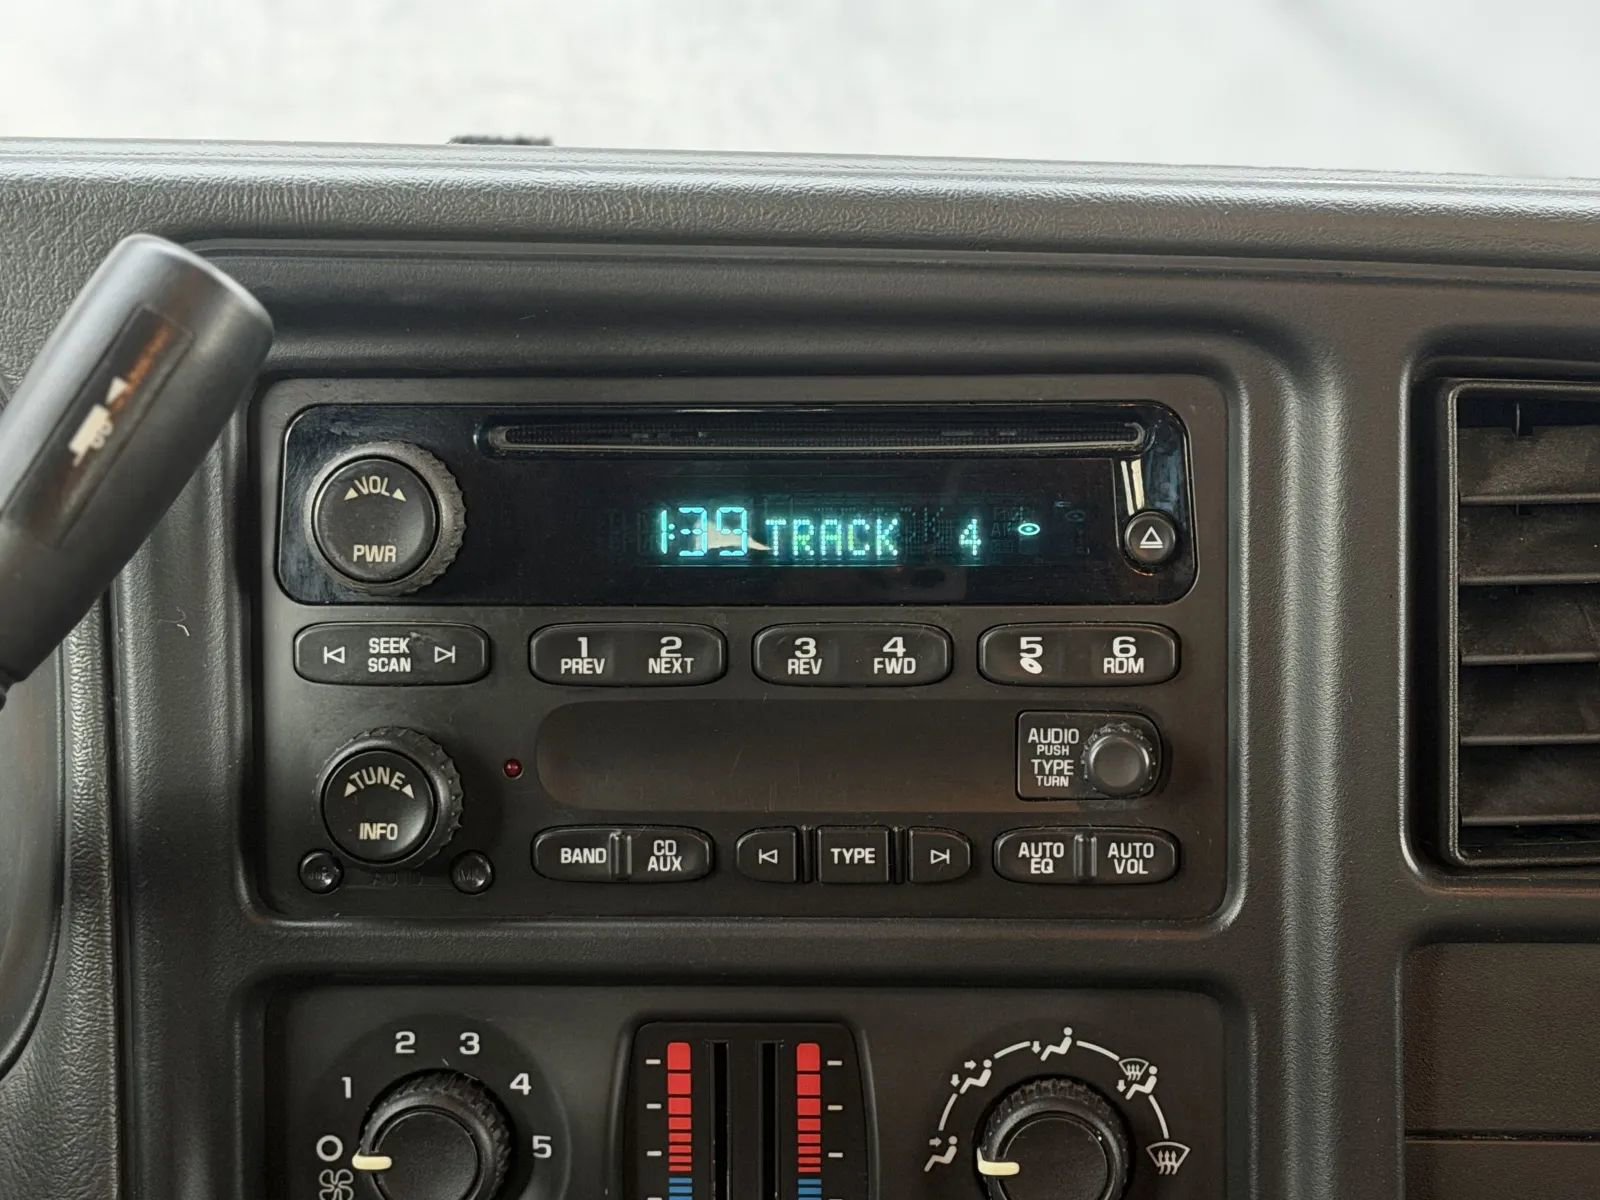 VOL
PWR
1:39 TRACK 4
SEEK
SCAN
1
PREV
2
NEXT
3
REV
4
FWD
5
6
RDM
TUNE
INFO
AUDIO
PUSH
TYPE
TURN
BAND
CD
AUX
TYPE
AUTO
EQ
AUTO
VOL
2 3
1 4
5